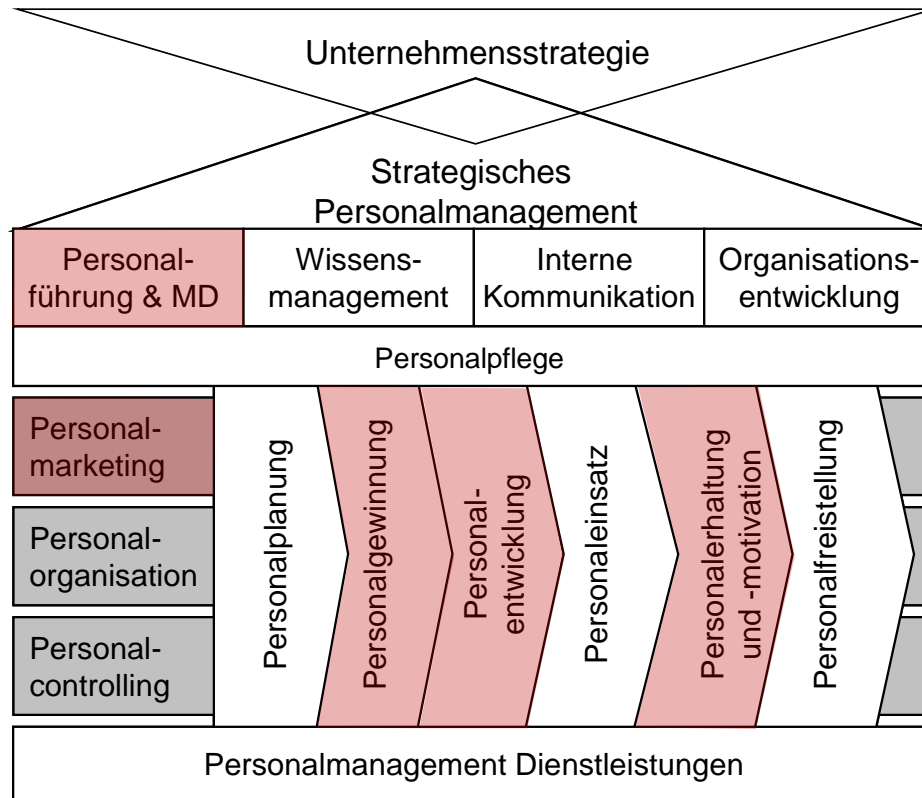 Unternehmensstrategie
Strategisches
Personalmanagement
Personal-
führung & MD
Wissens-
management
Interne
Kommunikation
Organisations-
entwicklung
Personalpflege
Personal-
marketing
Personal-
organisation
Personal-
controlling
Personalplanung
Personalgewinnung
Personal-
entwicklung
Personaleinsatz
Personalerhaltung
und -motivation
Personalfreistellung
Personalmanagement Dienstleistungen